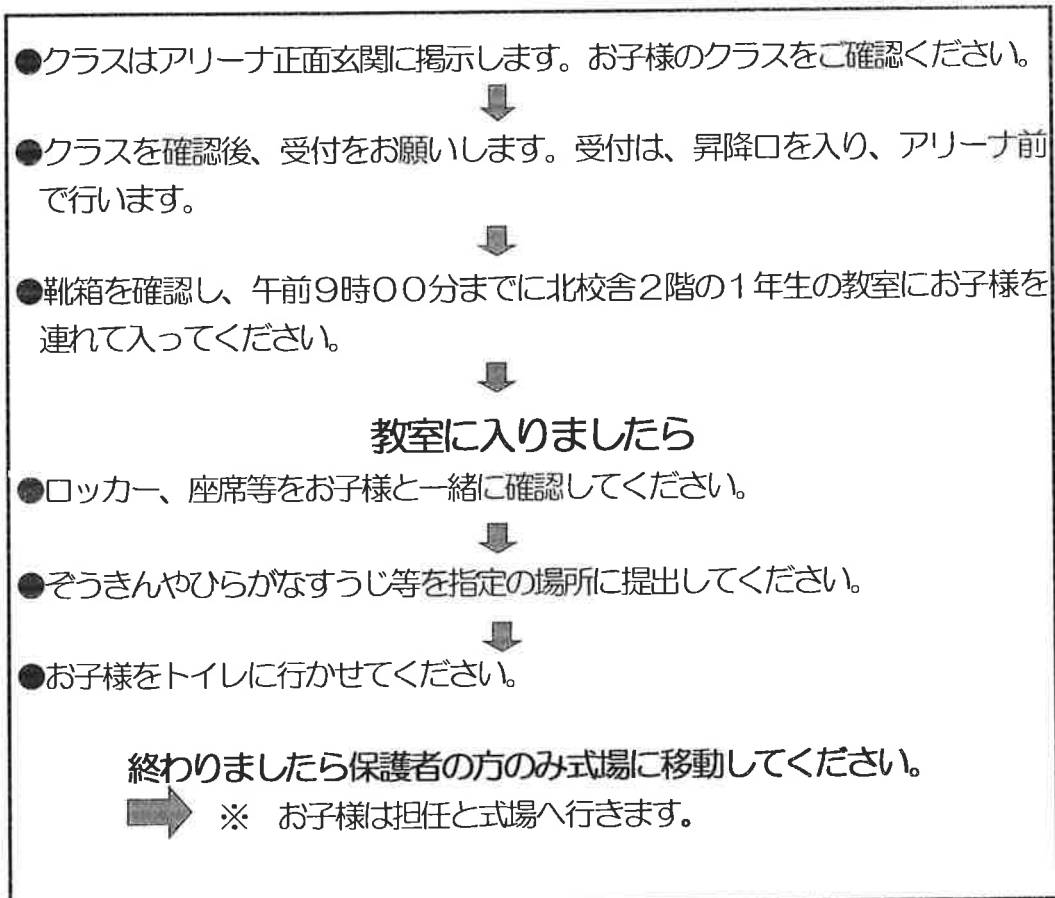 ●クラスはアリーナ正面玄関に掲示します。お子様のクラスをご確認ください。
●クラスを確認後、受付をお願いします。受付は、昇降口を入り、アリーナ前
で行います。
●靴箱を確認し、午前9時00分までに北校舎2階の1年生の教室にお子様を
連れて入ってください。
教室に入りましたら
●ロッカー、座席等をお子様と一緒に確認してください。
●ぞうきんやひらがなすうじ等を指定の場所に提出してください。
●お子様をトイレに行かせてください。
終わりましたら保護者の方のみ式場に移動してください。
※ お子様は担任と式場へ行きます。